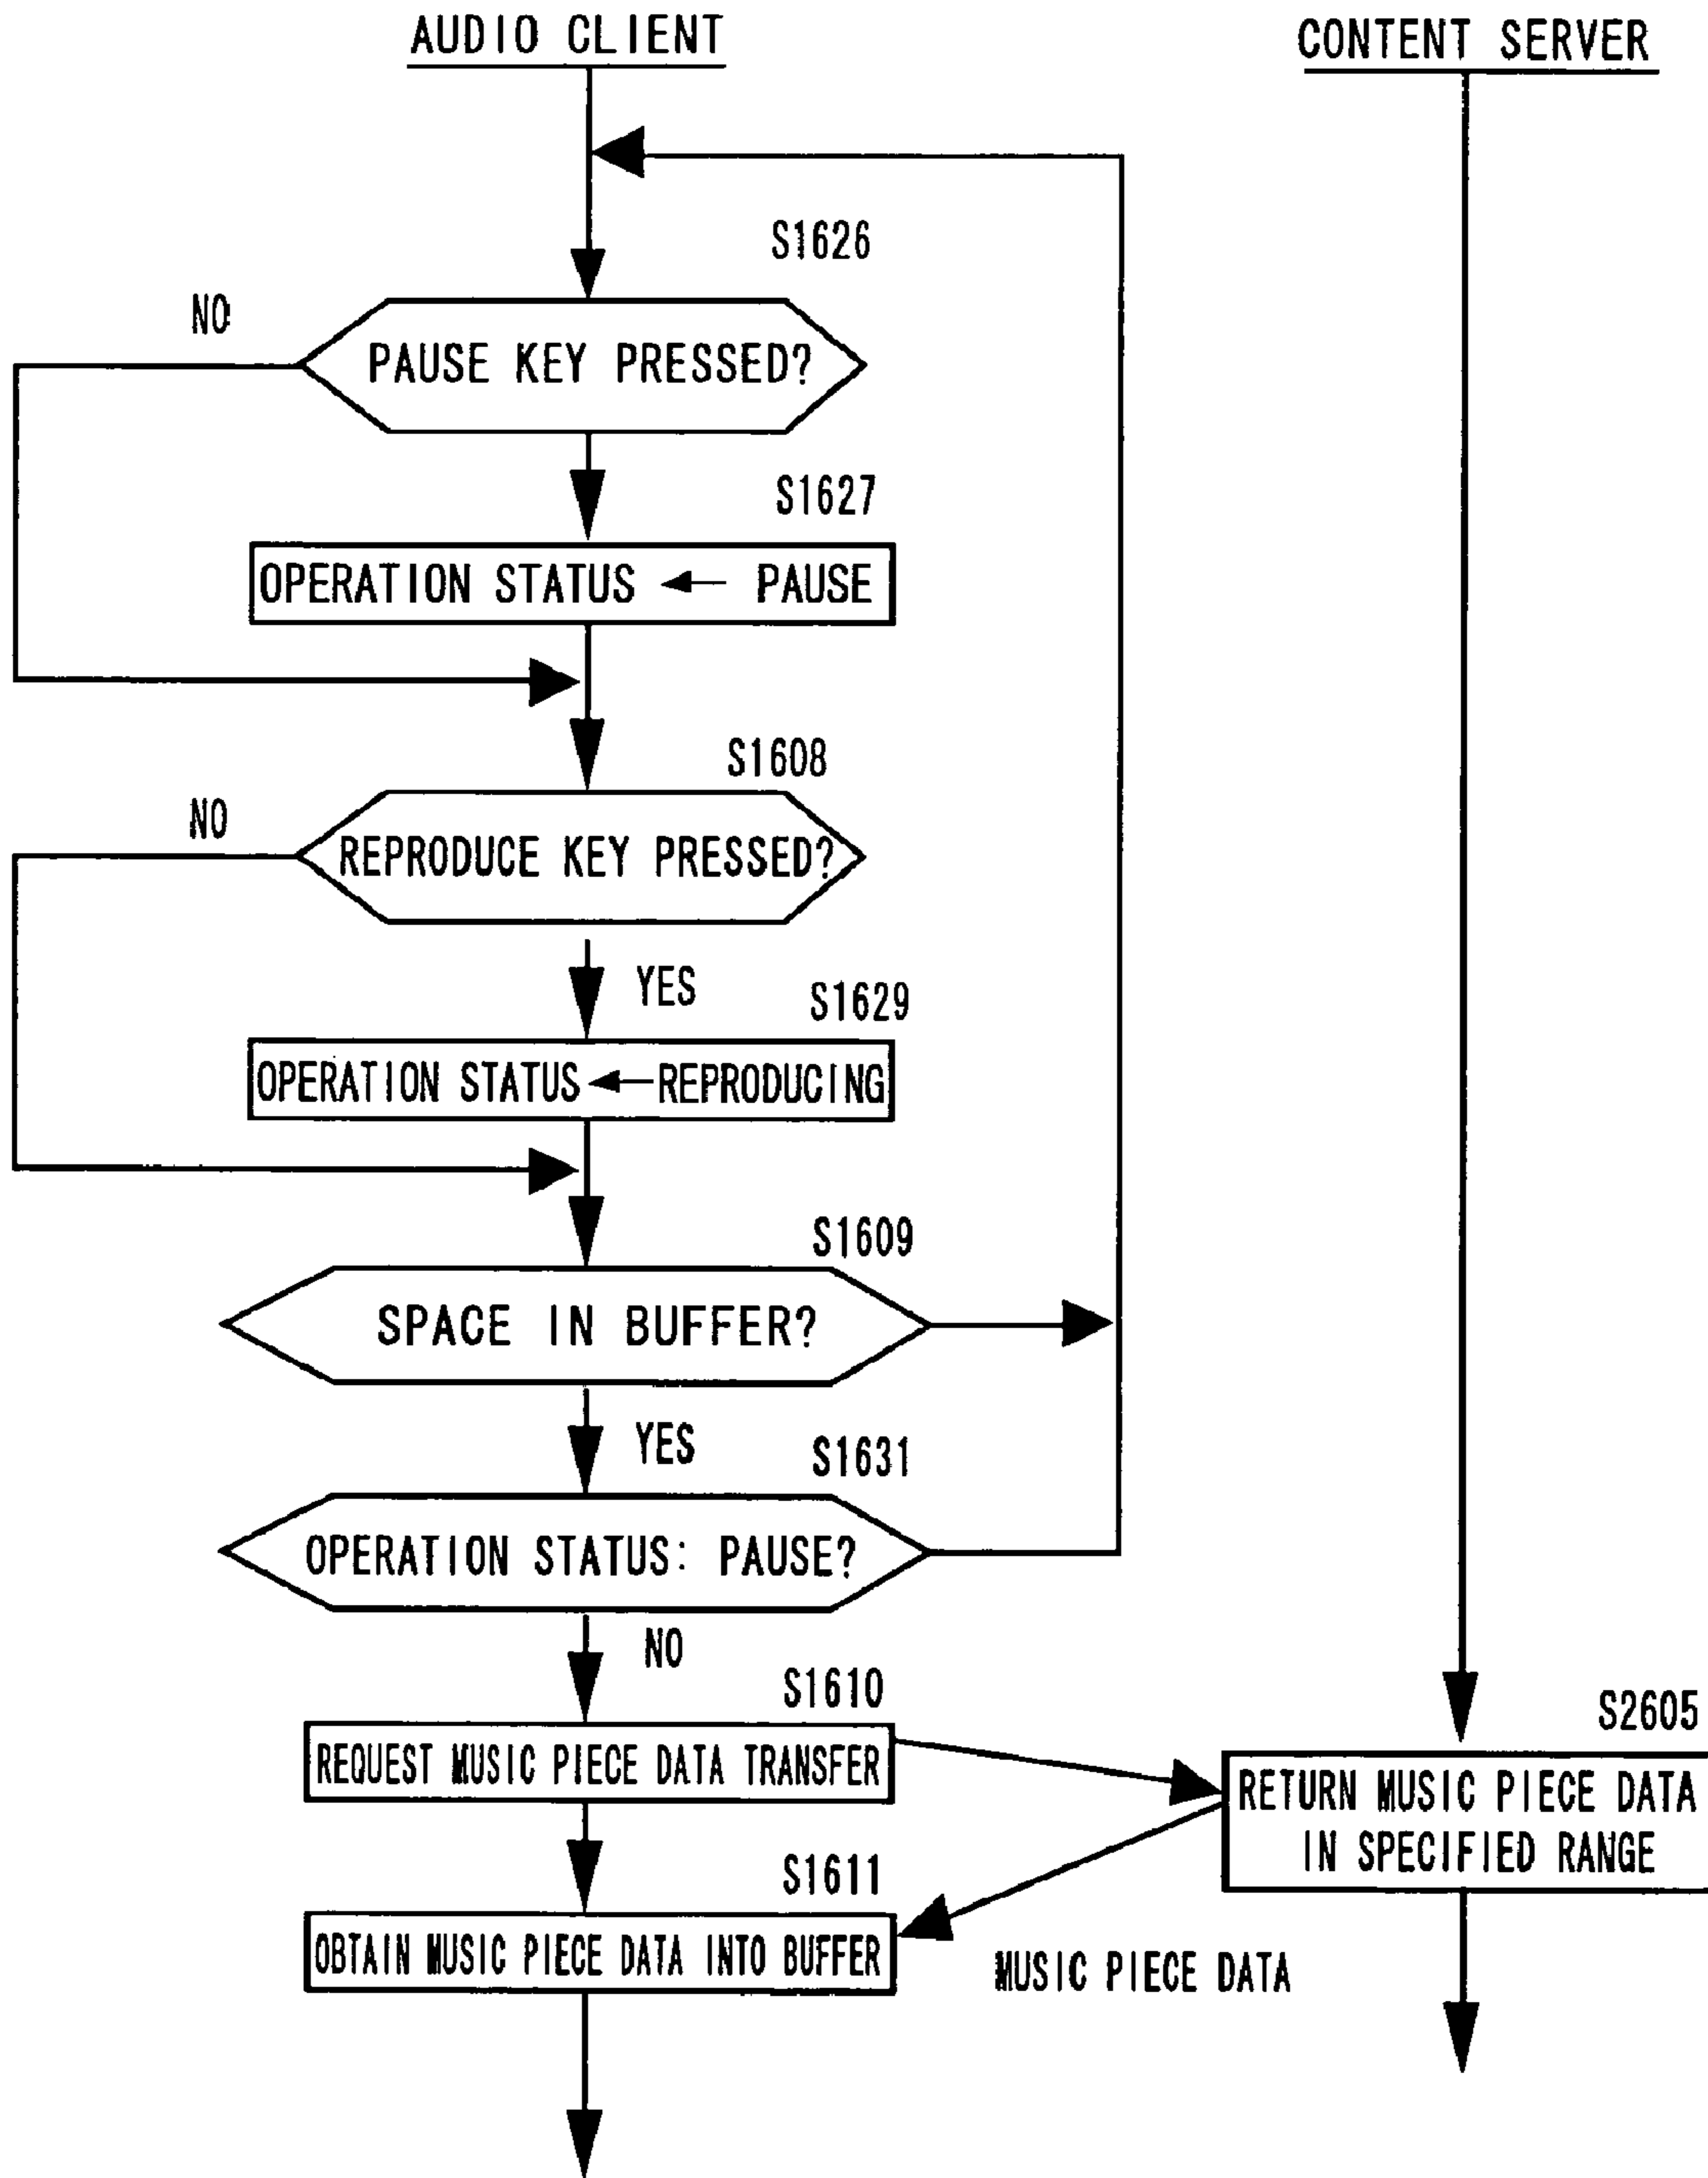 AUDIO CLIENT
CONTENT SERVER
S1626
NO
PAUSE KEY PRESSED?
S1627
OPERATION STATUS ← PAUSE
S1608
NO
REPRODUCE KEY PRESSED?
YES
S1629
OPERATION STATUS ← REPRODUCING
S1609
SPACE IN BUFFER?
YES
S1631
OPERATION STATUS: PAUSE?
NO
S1610
REQUEST MUSIC PIECE DATA TRANSFER
S2605
RETURN MUSIC PIECE DATA
IN SPECIFIED RANGE
S1611
OBTAIN MUSIC PIECE DATA INTO BUFFER
MUSIC PIECE DATA